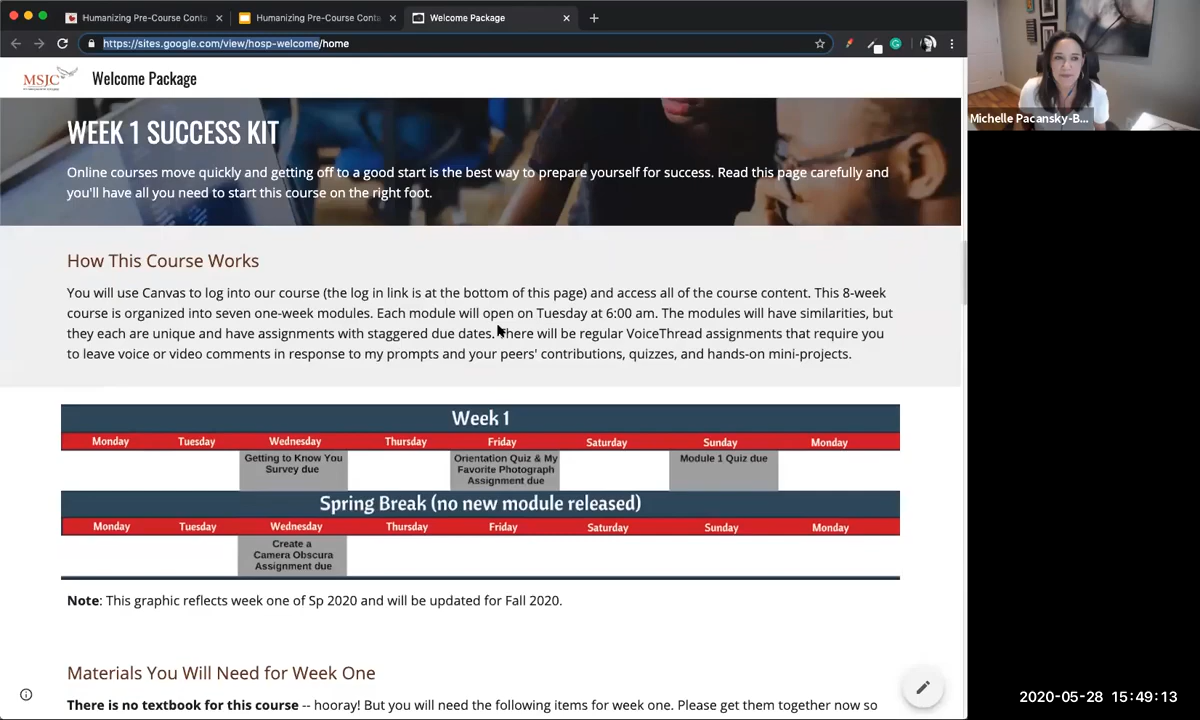 Humanizing Pre-Course Conta
Humanizing Pre-Course Conta
Welcome Package
https://sites.google.com/view/hosp-welcome/home
MSJC
Welcome Package
WEEK 1 SUCCESS KIT
Online courses move quickly and getting off to a good start is the best way to prepare yourself for success. Read this page carefully and
you'll have all you need to start this course on the right foot.
How This Course Works
You will use Canvas to log into our course (the log in link is at the bottom of this page) and access all of the course content. This 8-week
course is organized into seven one-week modules. Each module will open on Tuesday at 6:00 am. The modules will have similarities, but
they each are unique and have assignments with staggered due dates. There will be regular VoiceThread assignments that require you
to leave voice or video comments in response to my prompts and your peers' contributions, quizzes, and hands-on mini-projects.
Week 1
Monday Tuesday Wednesday Thursday Friday Saturday Sunday Monday
Getting to Know You
Survey due
Orientation Quiz & My
Favorite Photograph
Assignment due
Module 1 Quiz due
Spring Break (no new module released)
Monday Tuesday Wednesday Thursday Friday Saturday Sunday Monday
Create a
Camera Obscura
Assignment due
Note: This graphic reflects week one of Sp 2020 and will be updated for Fall 2020.
Materials You Will Need for Week One
There is no textbook for this course -- hooray! But you will need the following items for week one. Please get them together now so
Michelle Pacansky-B...
2020-05-28 15:49:13